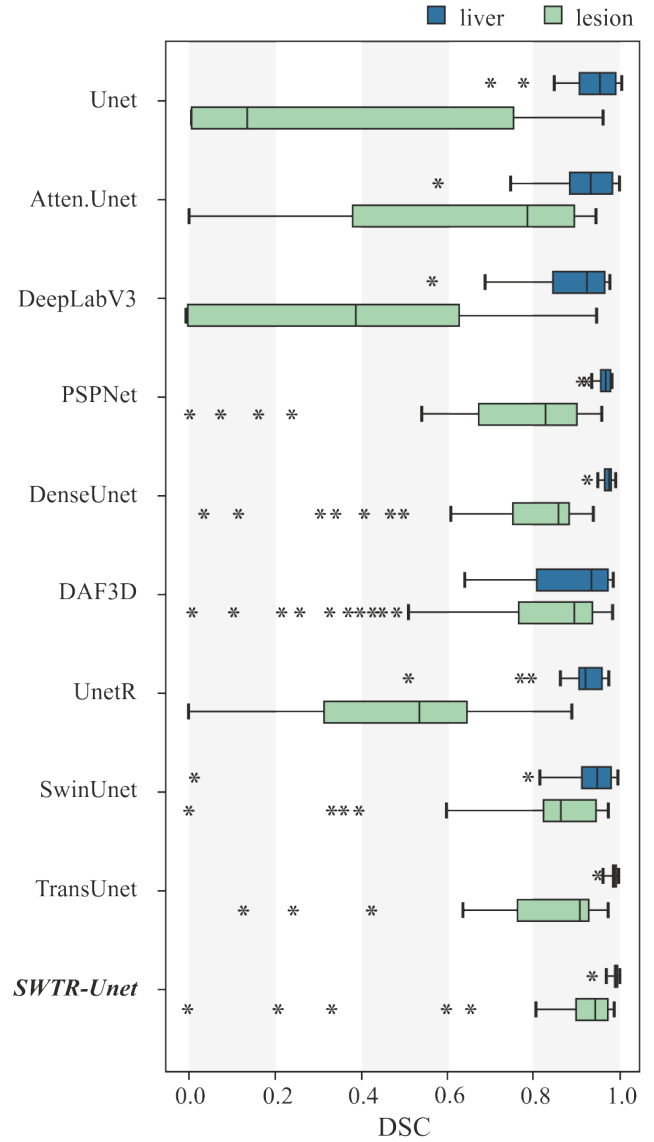 liver lesion
Unet
Atten.Unet
DeepLabV3
PSPNet
DenseUnet
DAF3D
UnetR
SwinUnet
TransUnet
SWTR-Unet
0.0 0.2 0.4 0.6 0.8 1.0
DSC